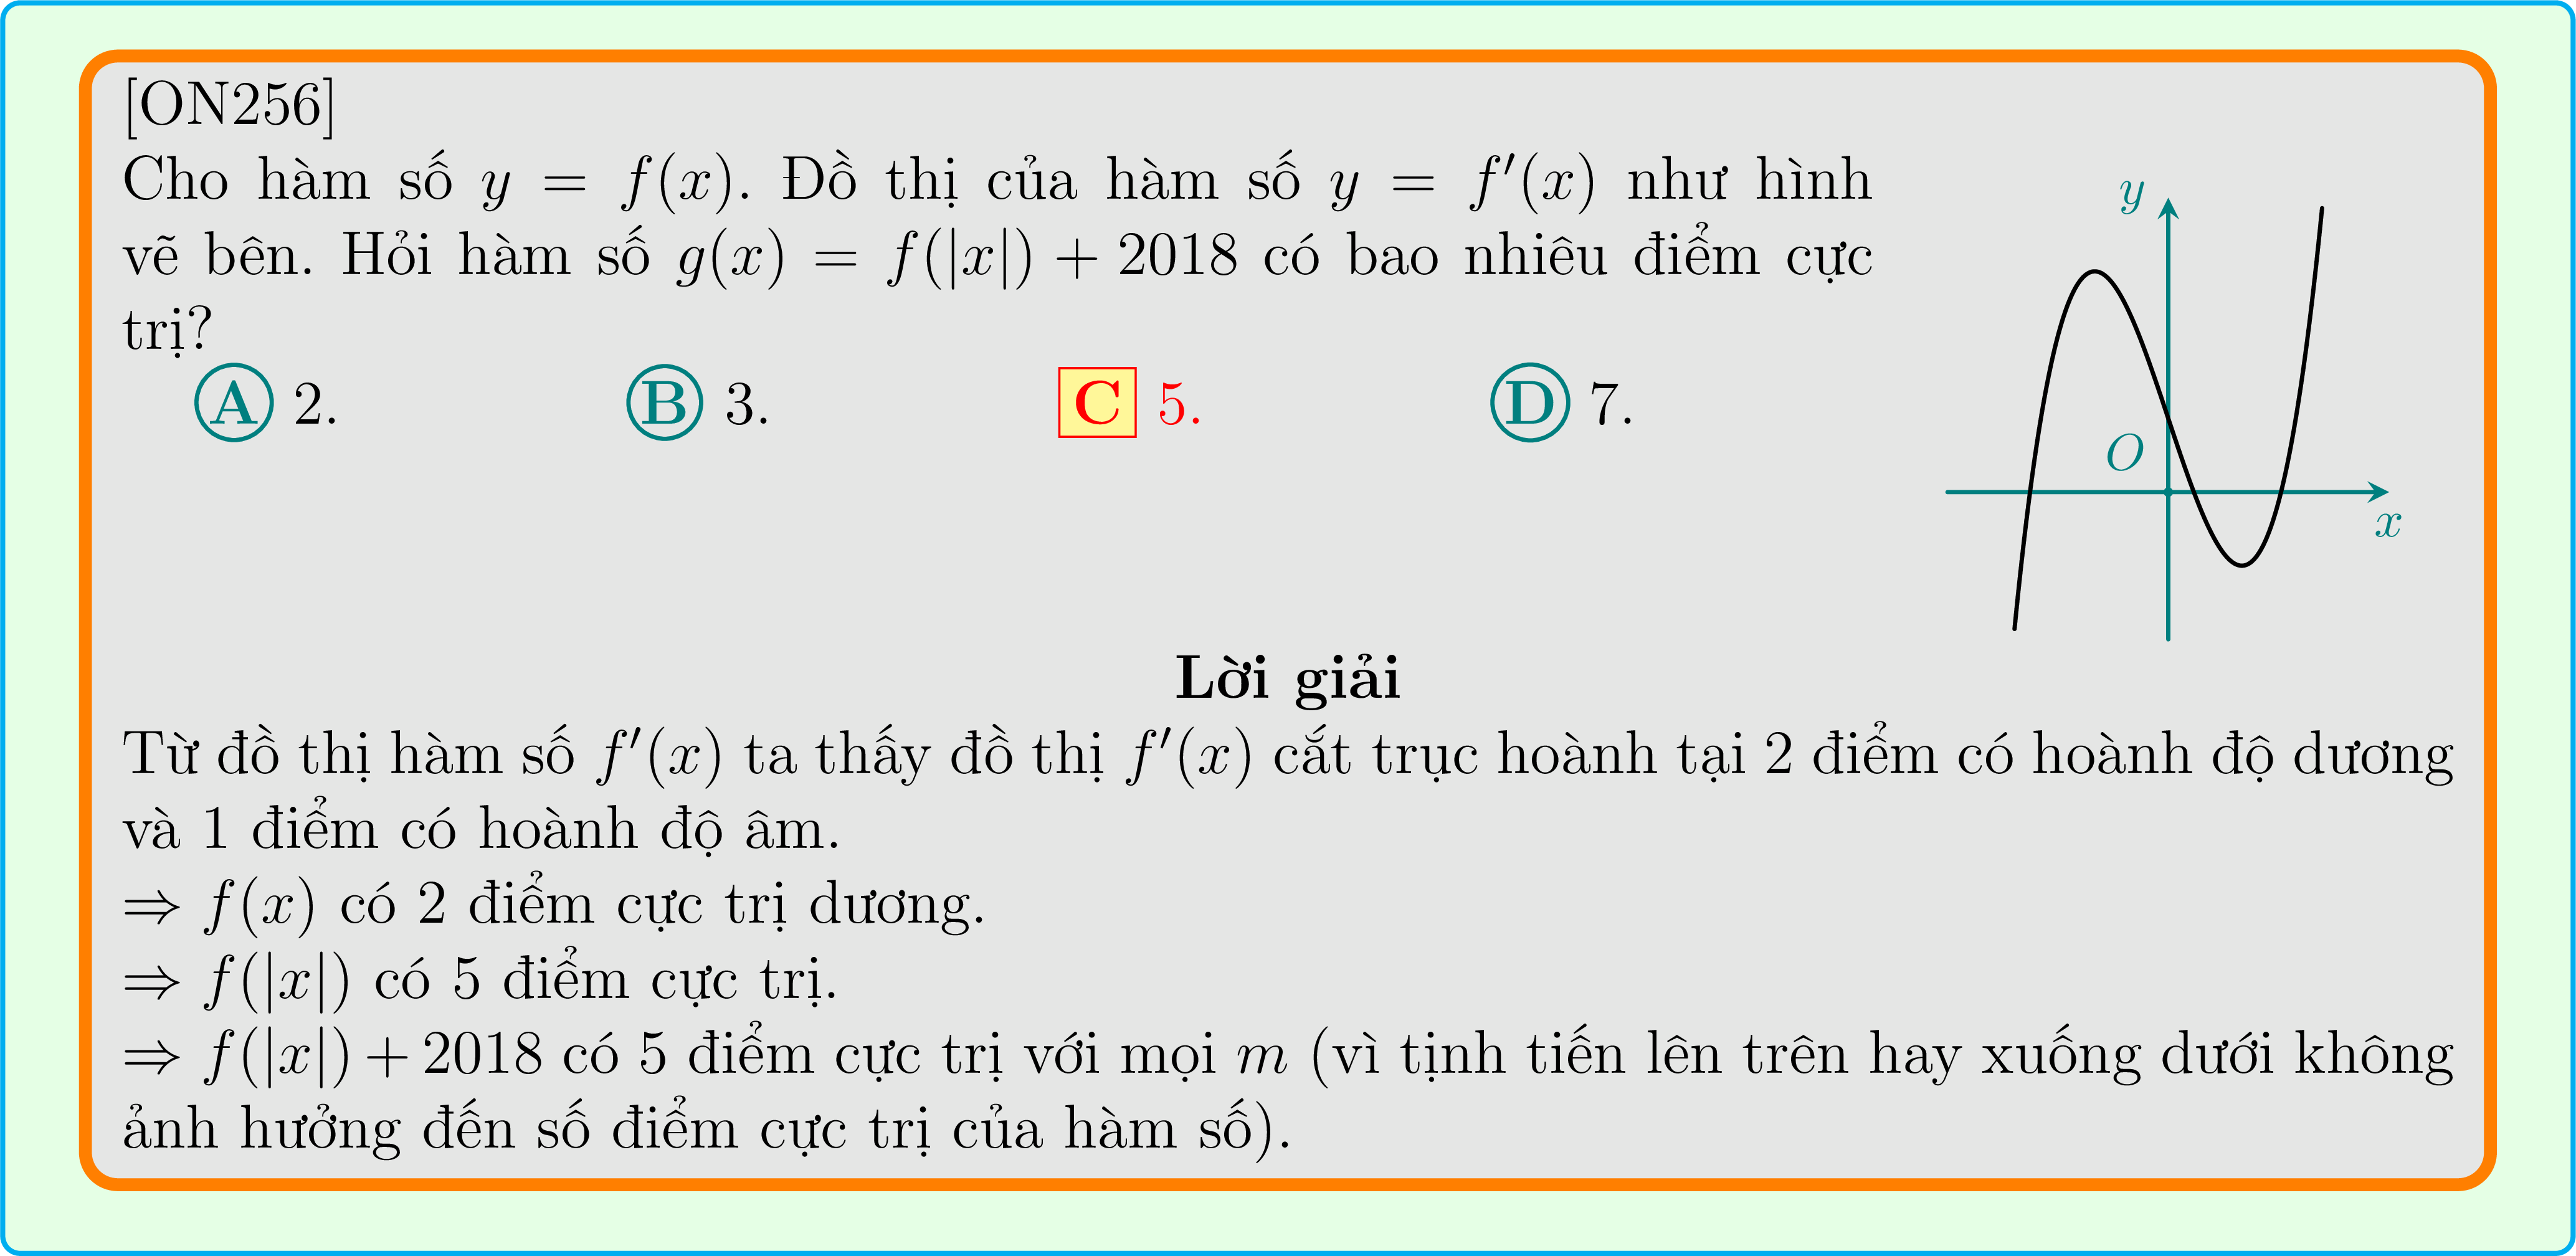 [ON256]
Cho hàm số y = f(x). Đồ thị của hàm số y = f′(x) như hình
vẽ bên. Hỏi hàm số g(x) = f(|x|) + 2018 có bao nhiêu điểm cực
trị?
A 2. B 3. C 5. D 7.
y
O
x
Lời giải
Từ đồ thị hàm số f′(x) ta thấy đồ thị f′(x) cắt trục hoành tại 2 điểm có hoành độ dương
và 1 điểm có hoành độ âm.
⇒ f(x) có 2 điểm cực trị dương.
⇒ f(|x|) có 5 điểm cực trị.
⇒ f(|x|) + 2018 có 5 điểm cực trị với mọi m (vì tịnh tiến lên trên hay xuống dưới không
ảnh hưởng đến số điểm cực trị của hàm số).